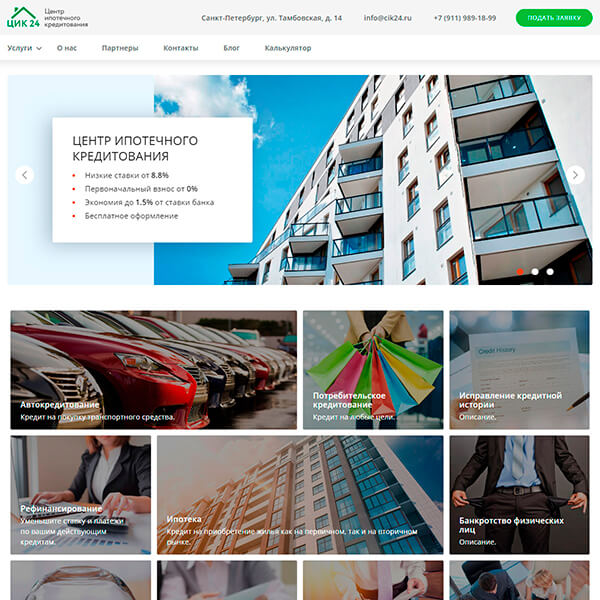 ЦИК 24
Центр
ипотечного
кредитования
Санкт-Петербург, ул. Тамбовская, д. 14
info@cik24.ru
+7 (911) 989-18-99
ПОДАТЬ ЗАЯВКУ
Услуги
О нас
Партнеры
Контакты
Блог
Калькулятор
ЦЕНТР ИПОТЕЧНОГО
КРЕДИТОВАНИЯ
Низкие ставки от 8.8%
Первоначальный взнос от 0%
Экономия до 1.5% от ставки банка
Бесплатное оформление
Автокредитование
Кредит на покупку транспортного средства.
Потребительское
кредитование
Кредит на любые цели.
Credit History
Исправление кредитной
истории
Описание.
Рефинансирование
Уменьшите ставку и платежи
по вашим действующим
кредитам.
Ипотека
Кредит на приобретение жилья как на первичном, так и на вторичном
рынке.
Банкротство физических
лиц
Описание.